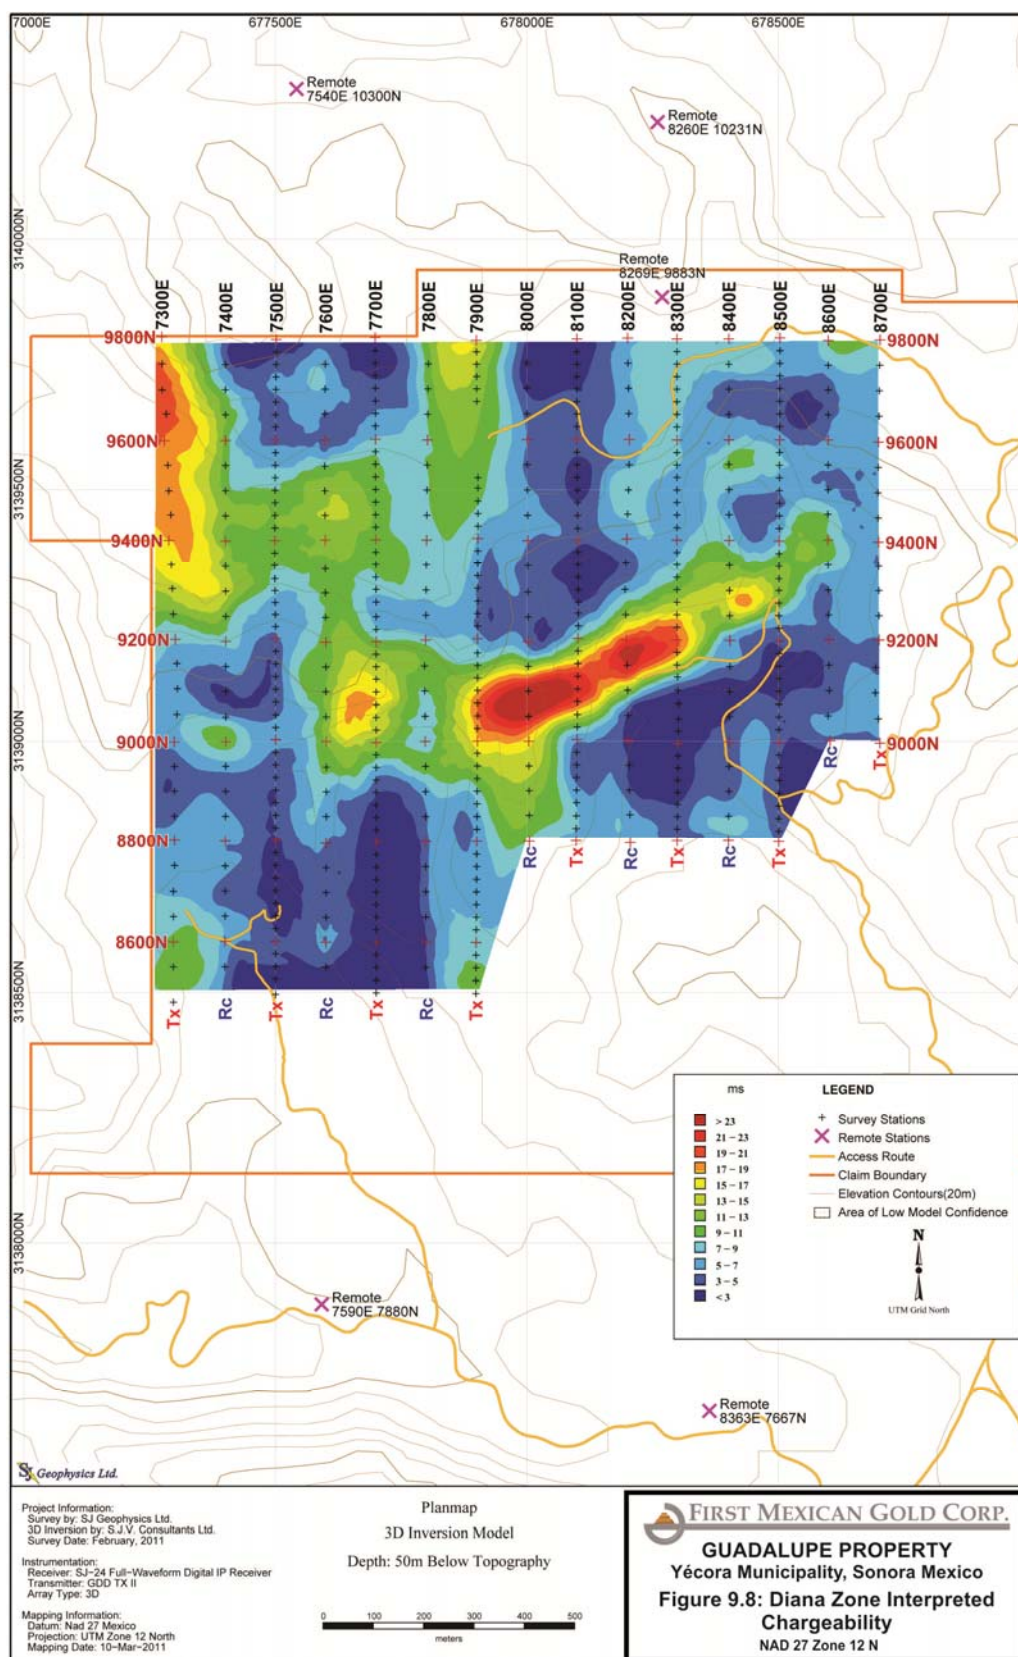 7000E
677500E
678000E
678500E
Remote
7540E 10300N
Remote
8260E 10231N
3140000N
Remote
8269E 9883N
7300E
7400E
7500E
7600E
7700E
7800E
7900E
8000E
8100E
8200E
8300E
8400E
8500E
8600E
8700E
9800N
9800N
9600N
9600N
3139500N
9400N
9400N
9200N
9200N
3139000N
9000N
9000N
Rc
Tx
8800N
Rc
Tx
Rc
Tx
Rc
Tx
8600N
3138500N
Tx
Rc
Tx
Rc
Tx
Rc
Tx
ms
> 23
21 – 23
19 – 21
17 – 19
15 – 17
13 – 15
11 – 13
9 – 11
7 – 9
5 – 7
3 – 5
< 3
LEGEND
Survey Stations
Remote Stations
Access Route
Claim Boundary
Elevation Contours(20m)
Area of Low Model Confidence
N
UTM Grid North
3138000N
Remote
7590E 7880N
Remote
8363E 7667N
SJ Geophysics Ltd.
Project Information:
Survey by: SJ Geophysics Ltd.
3D Inversion by: S.J.V. Consultants Ltd.
Survey Date: February, 2011
Instrumentation:
Receiver: SJ-24 Full-Waveform Digital IP Receiver
Transmitter: GDD TX II
Array Type: 3D
Mapping Information:
Datum: Nad 27 Mexico
Projection: UTM Zone 12 North
Mapping Date: 10-Mar-2011
Planmap
3D Inversion Model
Depth: 50m Below Topography
0 100 200 300 400 500
meters
FIRST MEXICAN GOLD CORP.
GUADALUPE PROPERTY
Yécora Municipality, Sonora Mexico
Figure 9.8: Diana Zone Interpreted
Chargeability
NAD 27 Zone 12 N